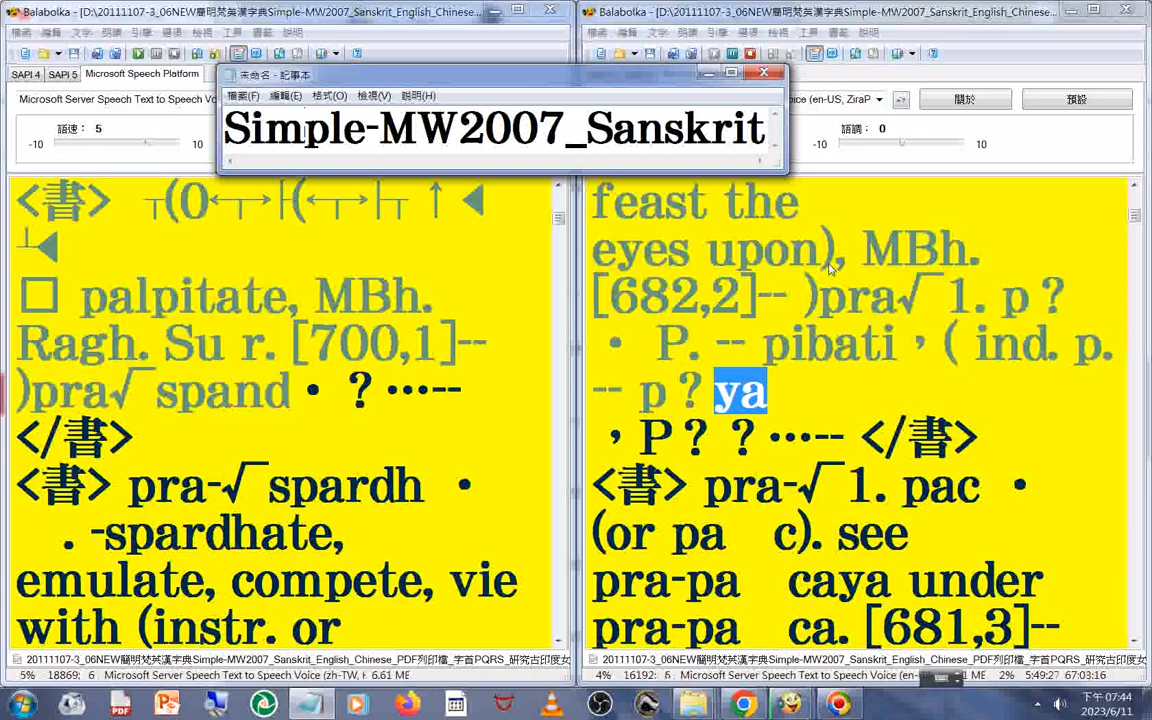 Balabolka - [D:\20111107-3_06NEW簡明梵英漢字典Simple-MW2007_Sanskrit_English_Chinese...
Balabolka - [D:\20111107-3_06NEW簡明梵英漢字典Simple-MW2007_Sanskrit_English_Chinese...
SAPI 4 SAPI 5 Microsoft Speech Platform
未命名 - 記事本
檔案(F) 編輯(E) 格式(O) 檢視(V) 說明(H)
Simple-MW2007_Sanskrit
Microsoft Server Speech Text to Speech Vo
ice (en-US, ZiraP
關於
預設
語速： 5
-10
10
語調： 0
-10
10
<書>
□ palpitate, MBh.
Ragh. Su r. [700,1]--
)pra√spand • ？…--
</書>
<書> pra-√spardh •
. -spardhate,
emulate, compete, vie
with (instr. or
feast the
eyes upon), MBh.
[682,2]-- )pra√1. p？
• P. -- pibati，( ind. p.
-- p？ya
，P？？…-- </書>
<書> pra-√1. pac •
(or pa c). see
pra-pa caya under
pra-pa ca. [681,3]--
20111107-3_06NEW簡明梵英漢字典Simple-MW2007_Sanskrit_English_Chinese_PDF列印檔_字首PQRS_研究古印度女
20111107-3_06NEW簡明梵英漢字典Simple-MW2007_Sanskrit_English_Chinese_PDF列印檔_字首PQRS_研究古印度女
5% 18869: 6 Microsoft Server Speech Text to Speech Voice (zh-TW, H 6.61 ME
4% 16192: 6 Microsoft Server Speech Text to Speech Voice (en- 2% 5:49:27 67:03:16
下午 07:44
2023/6/11